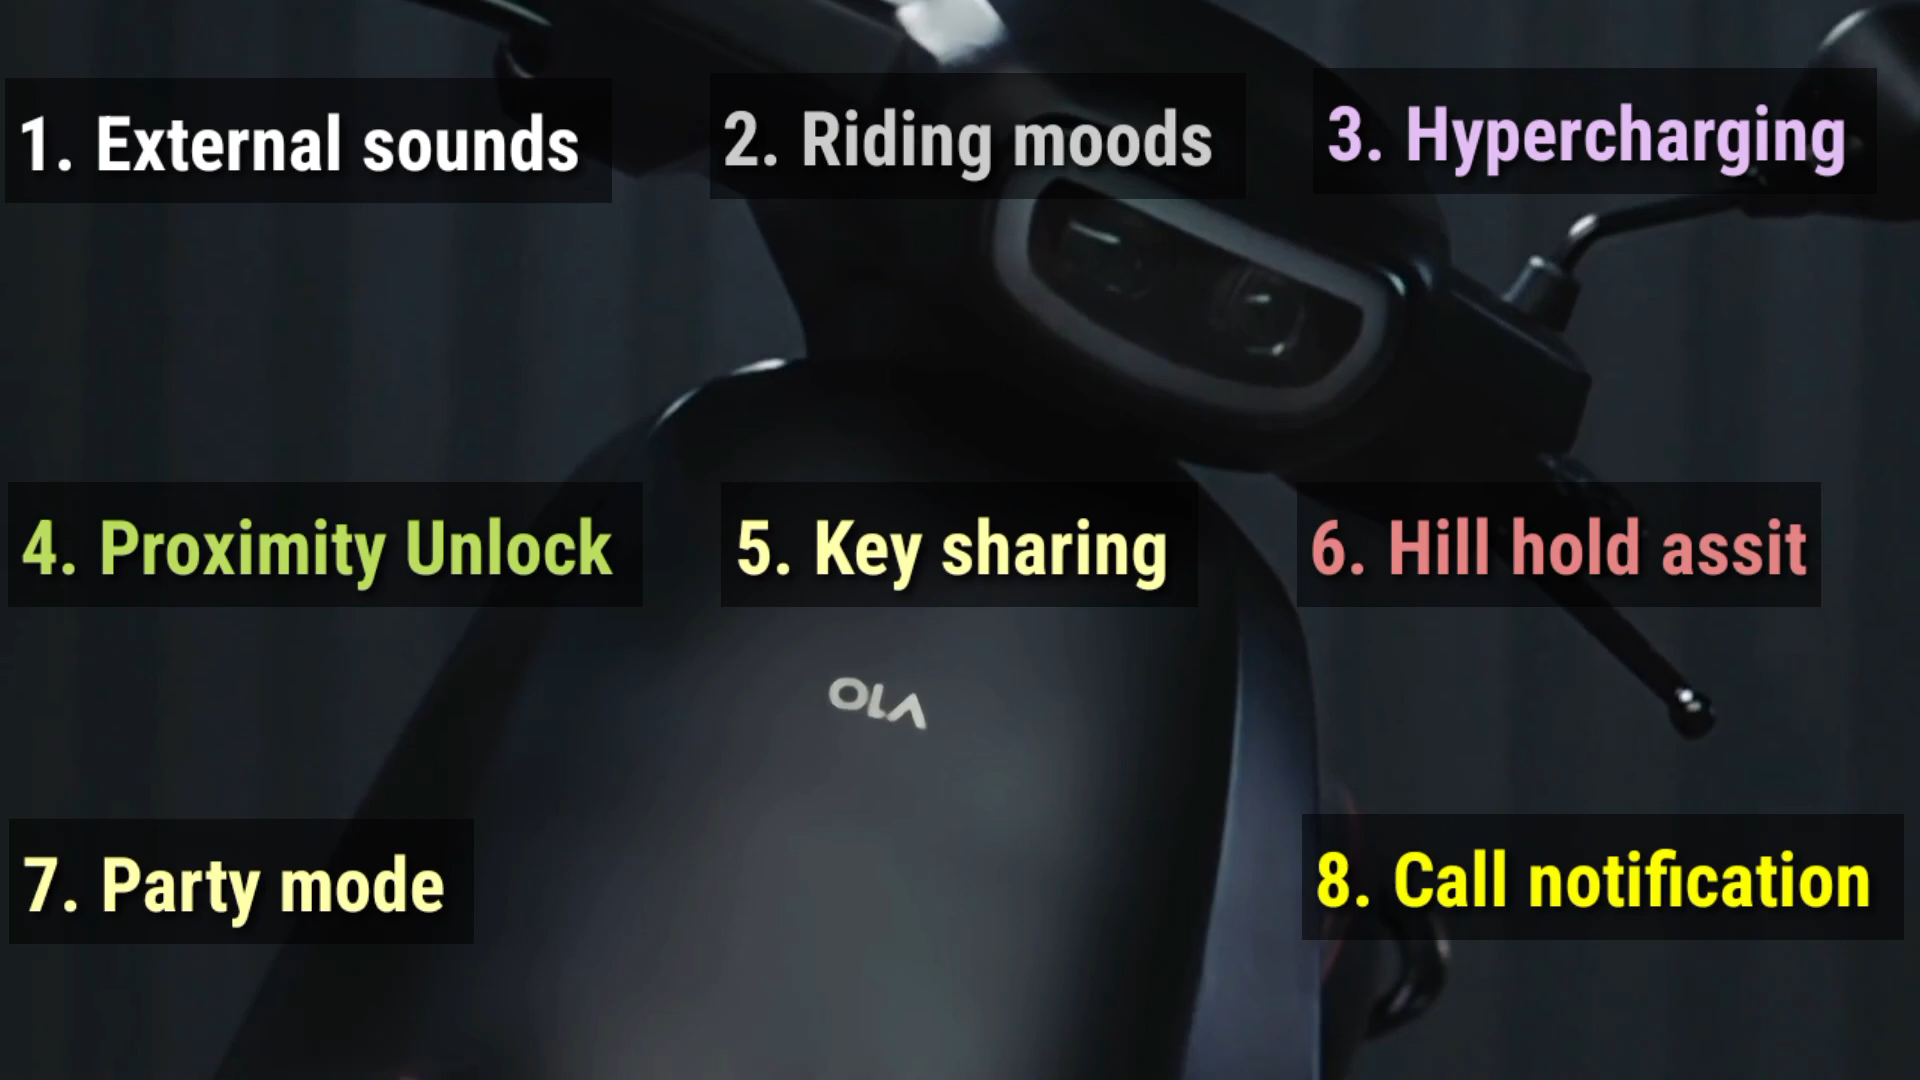 1. External sounds
2. Riding moods
3. Hypercharging
4. Proximity Unlock
5. Key sharing
6. Hill hold assit
OLA
7. Party mode
8. Call notification